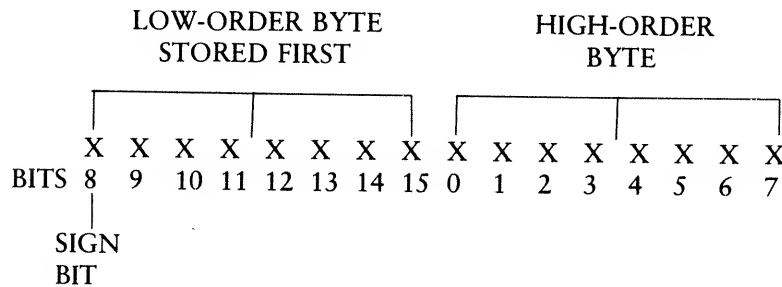 LOW-ORDER BYTE HIGH-ORDER
STORED FIRST BYTE
X X X X X X X X X X X X X X X X
BITS 8 9 10 11 12 13 14 15 0 1 2 3 4 5 6 7
SIGN
BIT